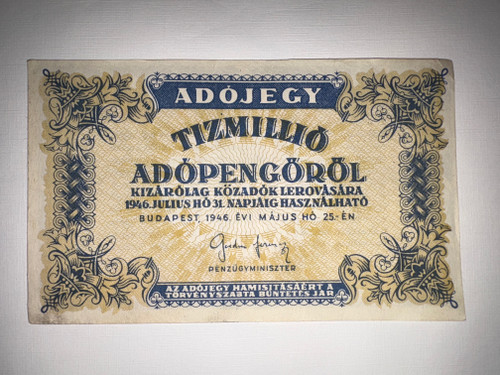 ADÓJEGY
TIZMILLIÓ
ADÓPENGŐRŐL
KIZÁRÓLAG KÖZADÓK LEROVÁSÁRA
1946. JULIUS HÓ 31. NAPJÁIG HASZNÁLHATÓ
BUDAPEST, 1946. ÉVI MÁJUS HÓ 25.-ÉN
PÉNZÜGYMINISZTER
AZ ADÓJEGY HAMISITÁSÁÉRT A
TÖRVÉNYSZABTA BÜNTETÉS JÁR